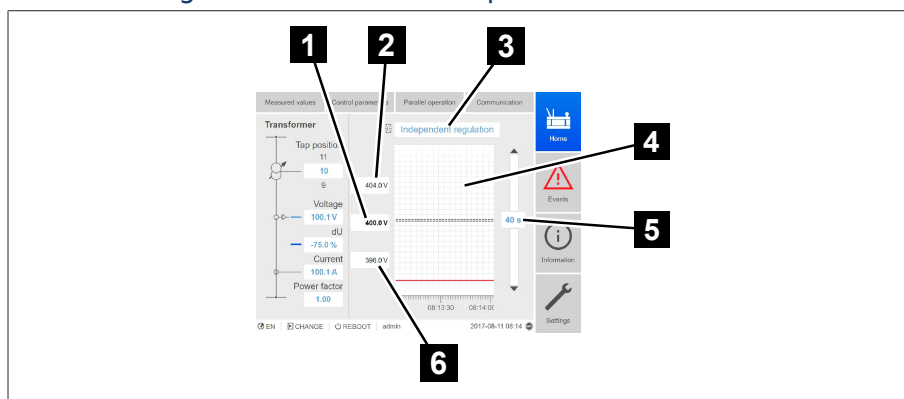 1
2
3
4
5
6
Measured values
Control parameters
Parallel operation
Communication
Home
Transformer
Independent regulation
Tap position
11
10
9
404.0 V
Events
Voltage
100.1 V
400.0 V
40 s
dU
-75.0 %
Information
Current
396.0 V
100.1 A
Power factor
1.00
08:13:30
08:14:00
Settings
EN
CHANGE
REBOOT
admin
2017-08-11 08:14